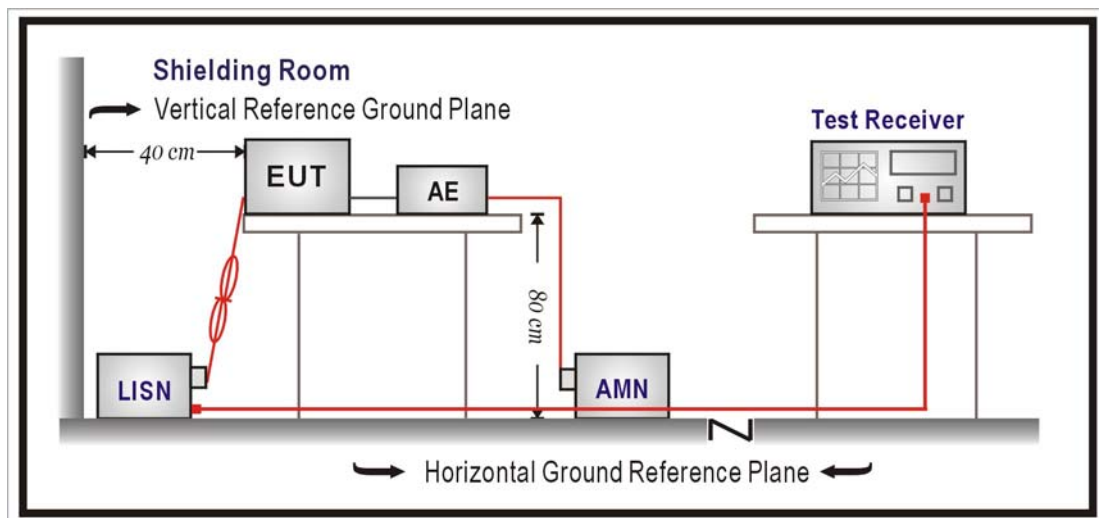 Shielding Room
Vertical Reference Ground Plane
Test Receiver
40 cm
EUT
AE
80 cm
LISN
AMN
Horizontal Ground Reference Plane